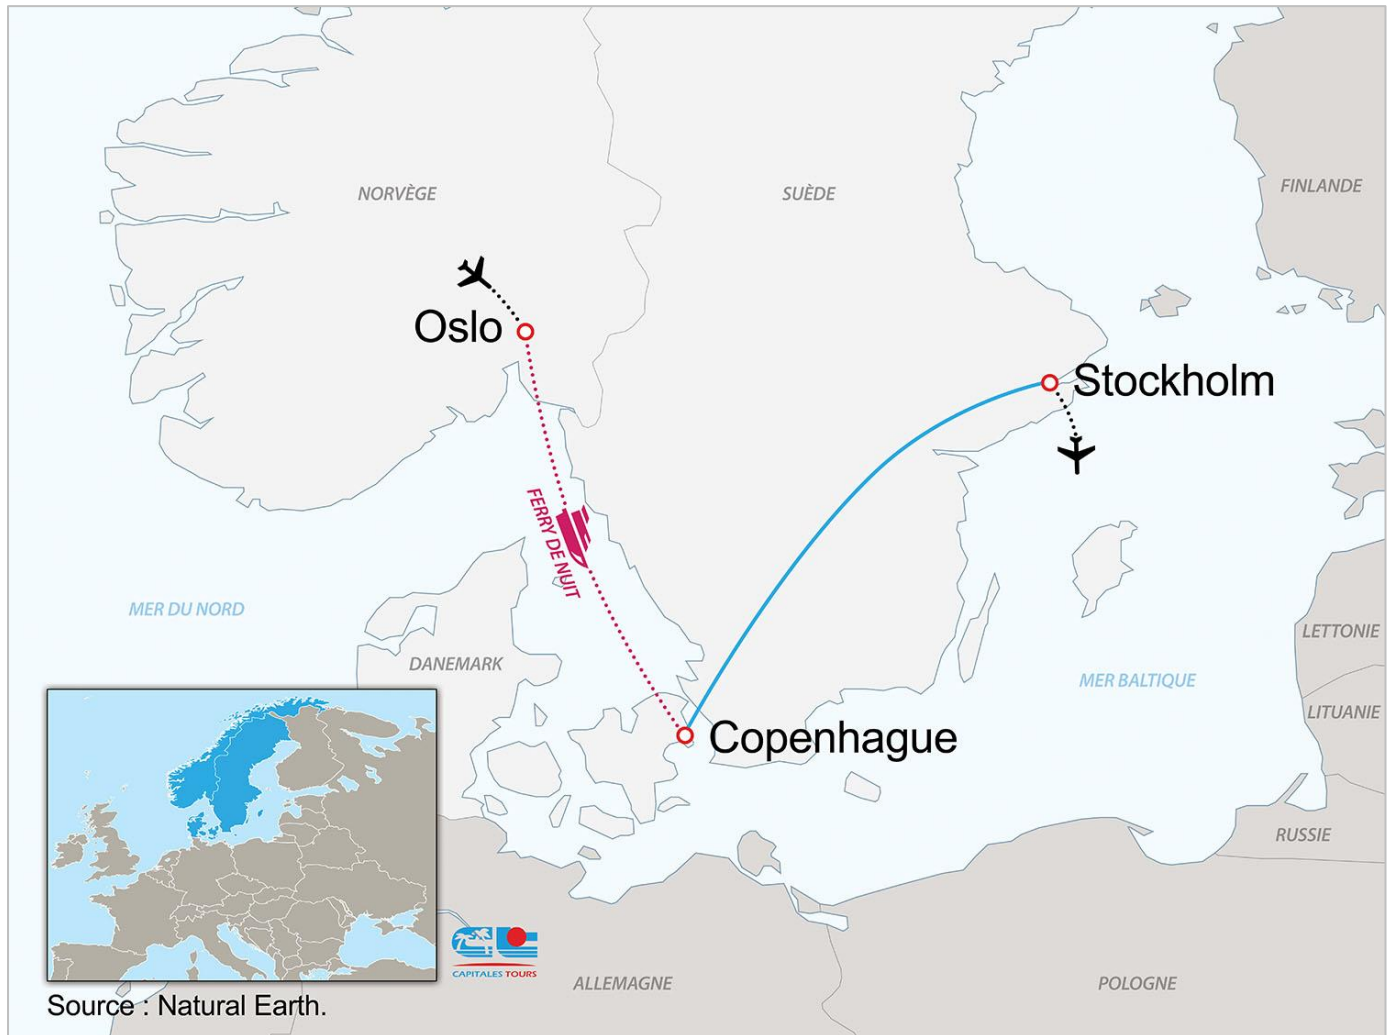 NORVÈGE
SUÈDE
FINLANDE
Oslo
Stockholm
FERRY DE NUIT
MER DU NORD
DANEMARK
LETTONIE
MER BALTIQUE
LITUANIE
Copenhague
RUSSIE
CAPITALES TOURS
ALLEMAGNE
POLOGNE
Source : Natural Earth.